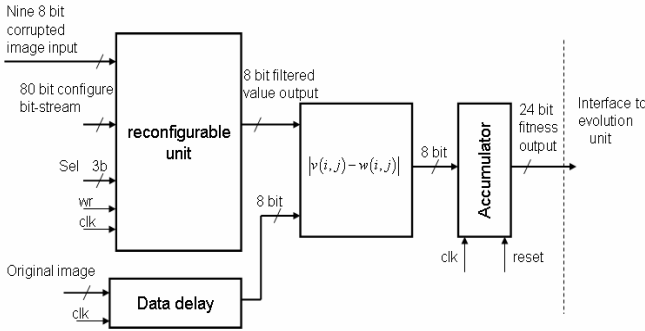 Nine 8 bit
corrupted
image input
80 bit configure
bit-stream
Sel 3b
wr
clk
reconfigurable
unit
8 bit filtered
value output
|v(i,j)−w(i,j)|
8 bit
8 bit
Accumulator
24 bit
fitness
output
Interface to
evolution
unit
clk
reset
Original image
clk
Data delay